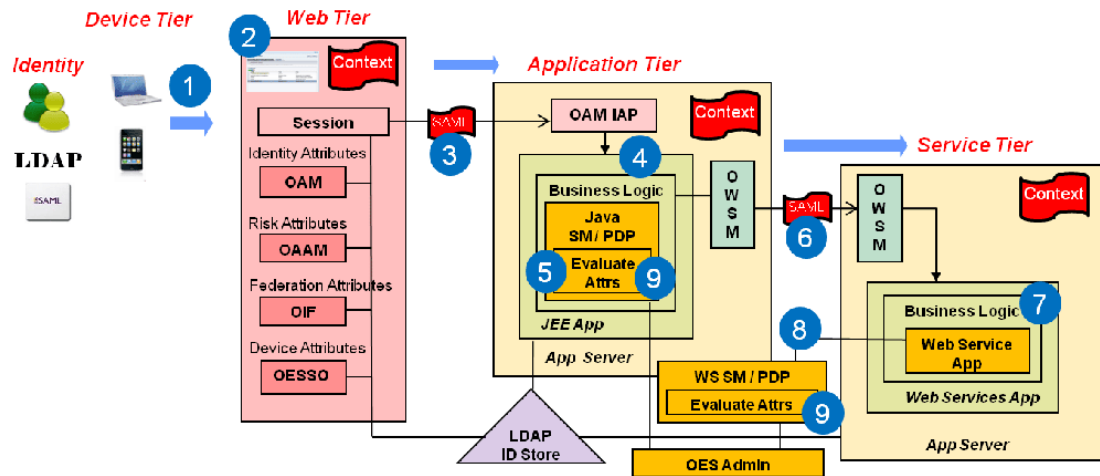 Device Tier
Web Tier
1
2
Context
Identity
LDAP
SAML
Session
Identity Attributes
OAM
Risk Attributes
OAAM
Federation Attributes
OIF
Device Attributes
OESSO
SAML
3
Application Tier
OAM IAP
Context
4
Business Logic
Java
SM / PDP
5
Evaluate
Attrs
9
JEE App
App Server
OWSM
SAML
6
Service Tier
OWSM
Context
7
Business Logic
Web Service
App
Web Services App
App Server
8
WS SM / PDP
Evaluate Attrs
9
LDAP
ID Store
OES Admin